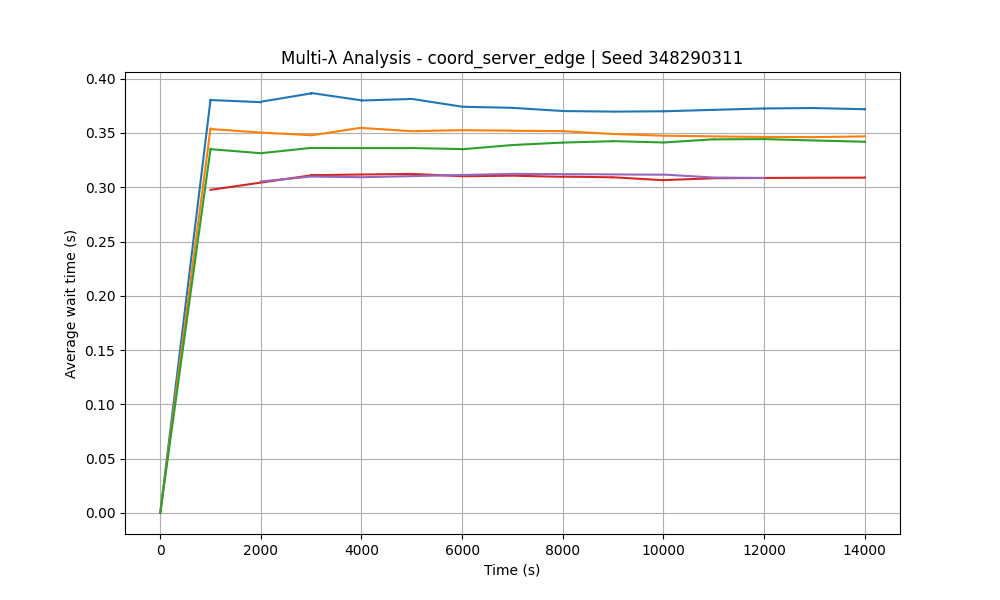 Multi-λ Analysis - coord_server_edge | Seed 348290311
0.40
0.35
0.30
0.25
0.20
0.15
0.10
0.05
0.00
Average wait time (s)
0 2000 4000 6000 8000 10000 12000 14000
Time (s)